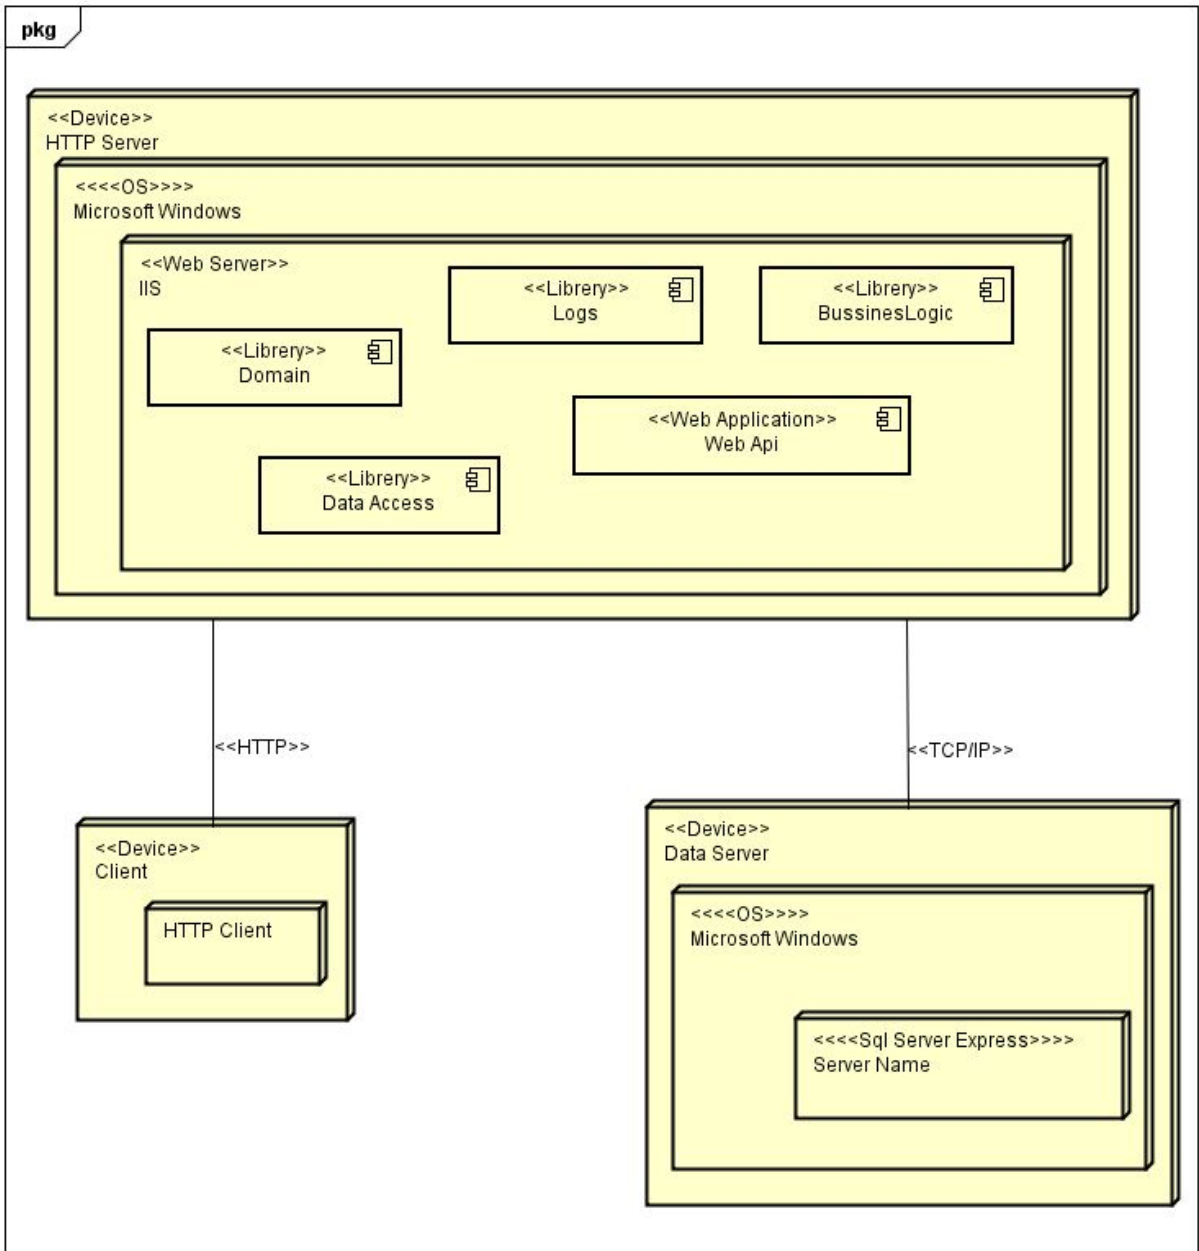 pkg
<<Device>>
HTTP Server
<<<<OS>>>>
Microsoft Windows
<<Web Server>>
IIS
<<Librery>>
Logs
<<Librery>>
BussinesLogic
<<Librery>>
Domain
<<Web Application>>
Web Api
<<Librery>>
Data Access
<<HTTP>>
<<TCP/IP>>
<<Device>>
Client
HTTP Client
<<Device>>
Data Server
<<<<OS>>>>
Microsoft Windows
<<<<Sql Server Express>>>>
Server Name